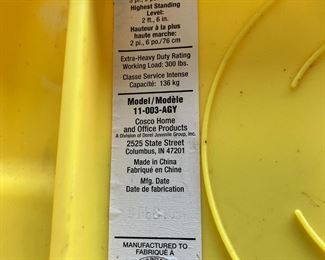 Highest Standing
Level:
2 ft., 6 in.
Hauteur à la plus
haute marche:
2 pi., 6 po./76 cm
Extra-Heavy Duty Rating
Working Load: 300 lbs.
Classe Service Intense
Capacité: 136 kg
Model/Modèle
11-003-AGY
Cosco Home
and Office Products
A Division of Dorel Juvenile Group, Inc.
2525 State Street
Columbus, IN 47201
Made in China
Fabriqué en Chine
Mfg. Date
Date de fabrication
MANUFACTURED TO
FABRIQUÉ À